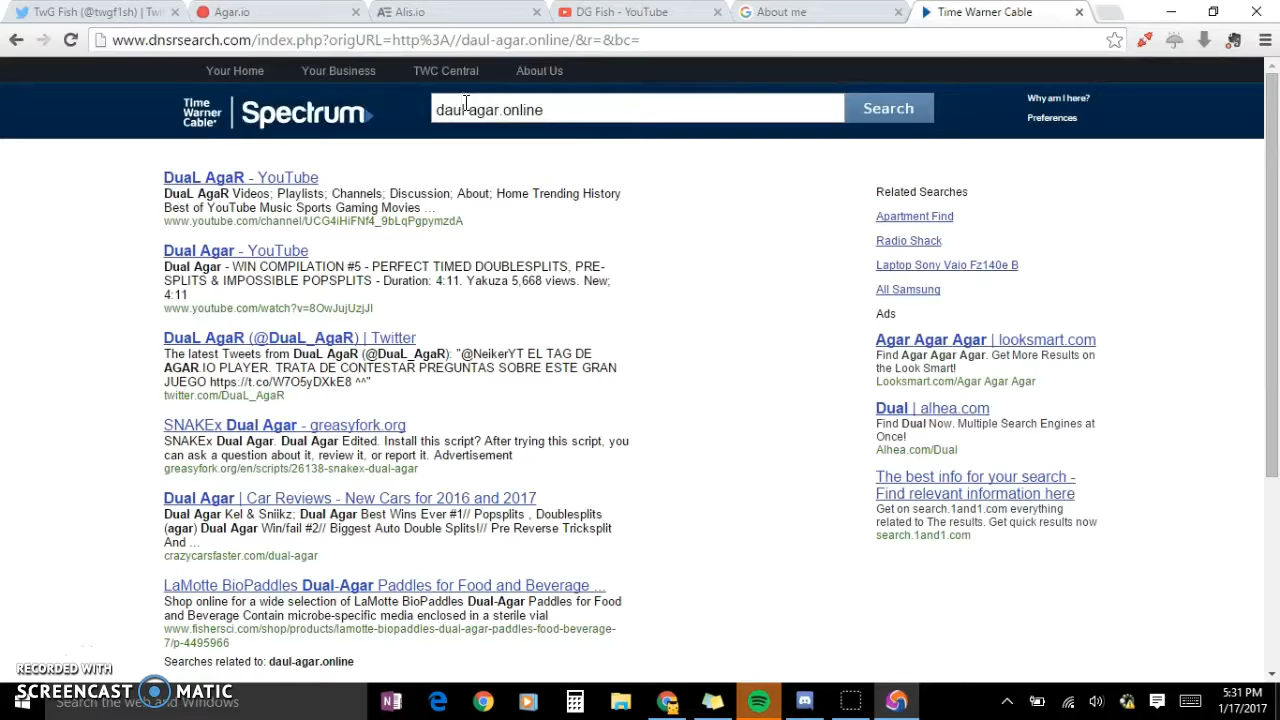 TwG Fish (@twgf1sh) | Twit
Agar.io
Alis.io
DG Fish - YouTube
About me
Time Warner Cable
www.dnsrsearch.com/index.php?origURL=http%3A//daul-agar.online/&r=&bc=
Your Home
Your Business
TWC Central
About Us
Time Warner Cable
Spectrum
daul-agar.online
Search
Why am I here?
Preferences
DuaL AgaR - YouTube
DuaL AgaR Videos; Playlists; Channels; Discussion; About; Home Trending History
Best of YouTube Music Sports Gaming Movies ...
www.youtube.com/channel/UCG4iHiFNf4_9bLqPgpymzdA
Dual Agar - YouTube
Dual Agar - WIN COMPILATION #5 - PERFECT TIMED DOUBLESPLITS, PRE-
SPLITS & IMPOSSIBLE POPSPLITS - Duration: 4:11. Yakuza 5,668 views. New;
4:11
www.youtube.com/watch?v=8OwJujUzjJI
DuaL AgaR (@DuaL_AgaR) | Twitter
The latest Tweets from DuaL AgaR (@DuaL_AgaR): "@NeikerYT EL TAG DE
AGAR.IO PLAYER. TRATA DE CONTESTAR PREGUNTAS SOBRE ESTE GRAN
JUEGO https://t.co/W7O5yDXkE8 ^^"
twitter.com/DuaL_AgaR
SNAKEx Dual Agar - greasyfork.org
SNAKEx Dual Agar. Dual Agar Edited. Install this script? After trying this script, you
can ask a question about it, review it, or report it. Advertisement
greasyfork.org/en/scripts/26138-snakex-dual-agar
Dual Agar | Car Reviews - New Cars for 2016 and 2017
Dual Agar Kel & Sniikz; Dual Agar Best Wins Ever #1// Popsplits , Doublesplits
(agar) Dual Agar Win/fail #2// Biggest Auto Double Splits!// Pre Reverse Tricksplit
And ...
crazycarsfaster.com/dual-agar
LaMotte BioPaddles Dual-Agar Paddles for Food and Beverage ...
Shop online for a wide selection of LaMotte BioPaddles Dual-Agar Paddles for Food
and Beverage Contain microbe-specific media enclosed in a sterile vial
www.fishersci.com/shop/products/lamotte-biopaddles-dual-agar-paddles-food-beverage-
7/p-4495966
Searches related to: daul-agar.online
Related Searches
Apartment Find
Radio Shack
Laptop Sony Vaio Fz140e B
All Samsung
Ads
Agar Agar Agar | looksmart.com
Find Agar Agar Agar. Get More Results on
the Look Smart!
Looksmart.com/Agar Agar Agar
Dual | alhea.com
Find Dual Now. Multiple Search Engines at
Once!
Alhea.com/Dual
The best info for your search -
Find relevant information here
Get on search.1and1.com everything
related to The results. Get quick results now
search.1and1.com
RECORDED WITH
SCREENCAST MATIC
Search the web and Windows
5:31 PM
1/17/2017